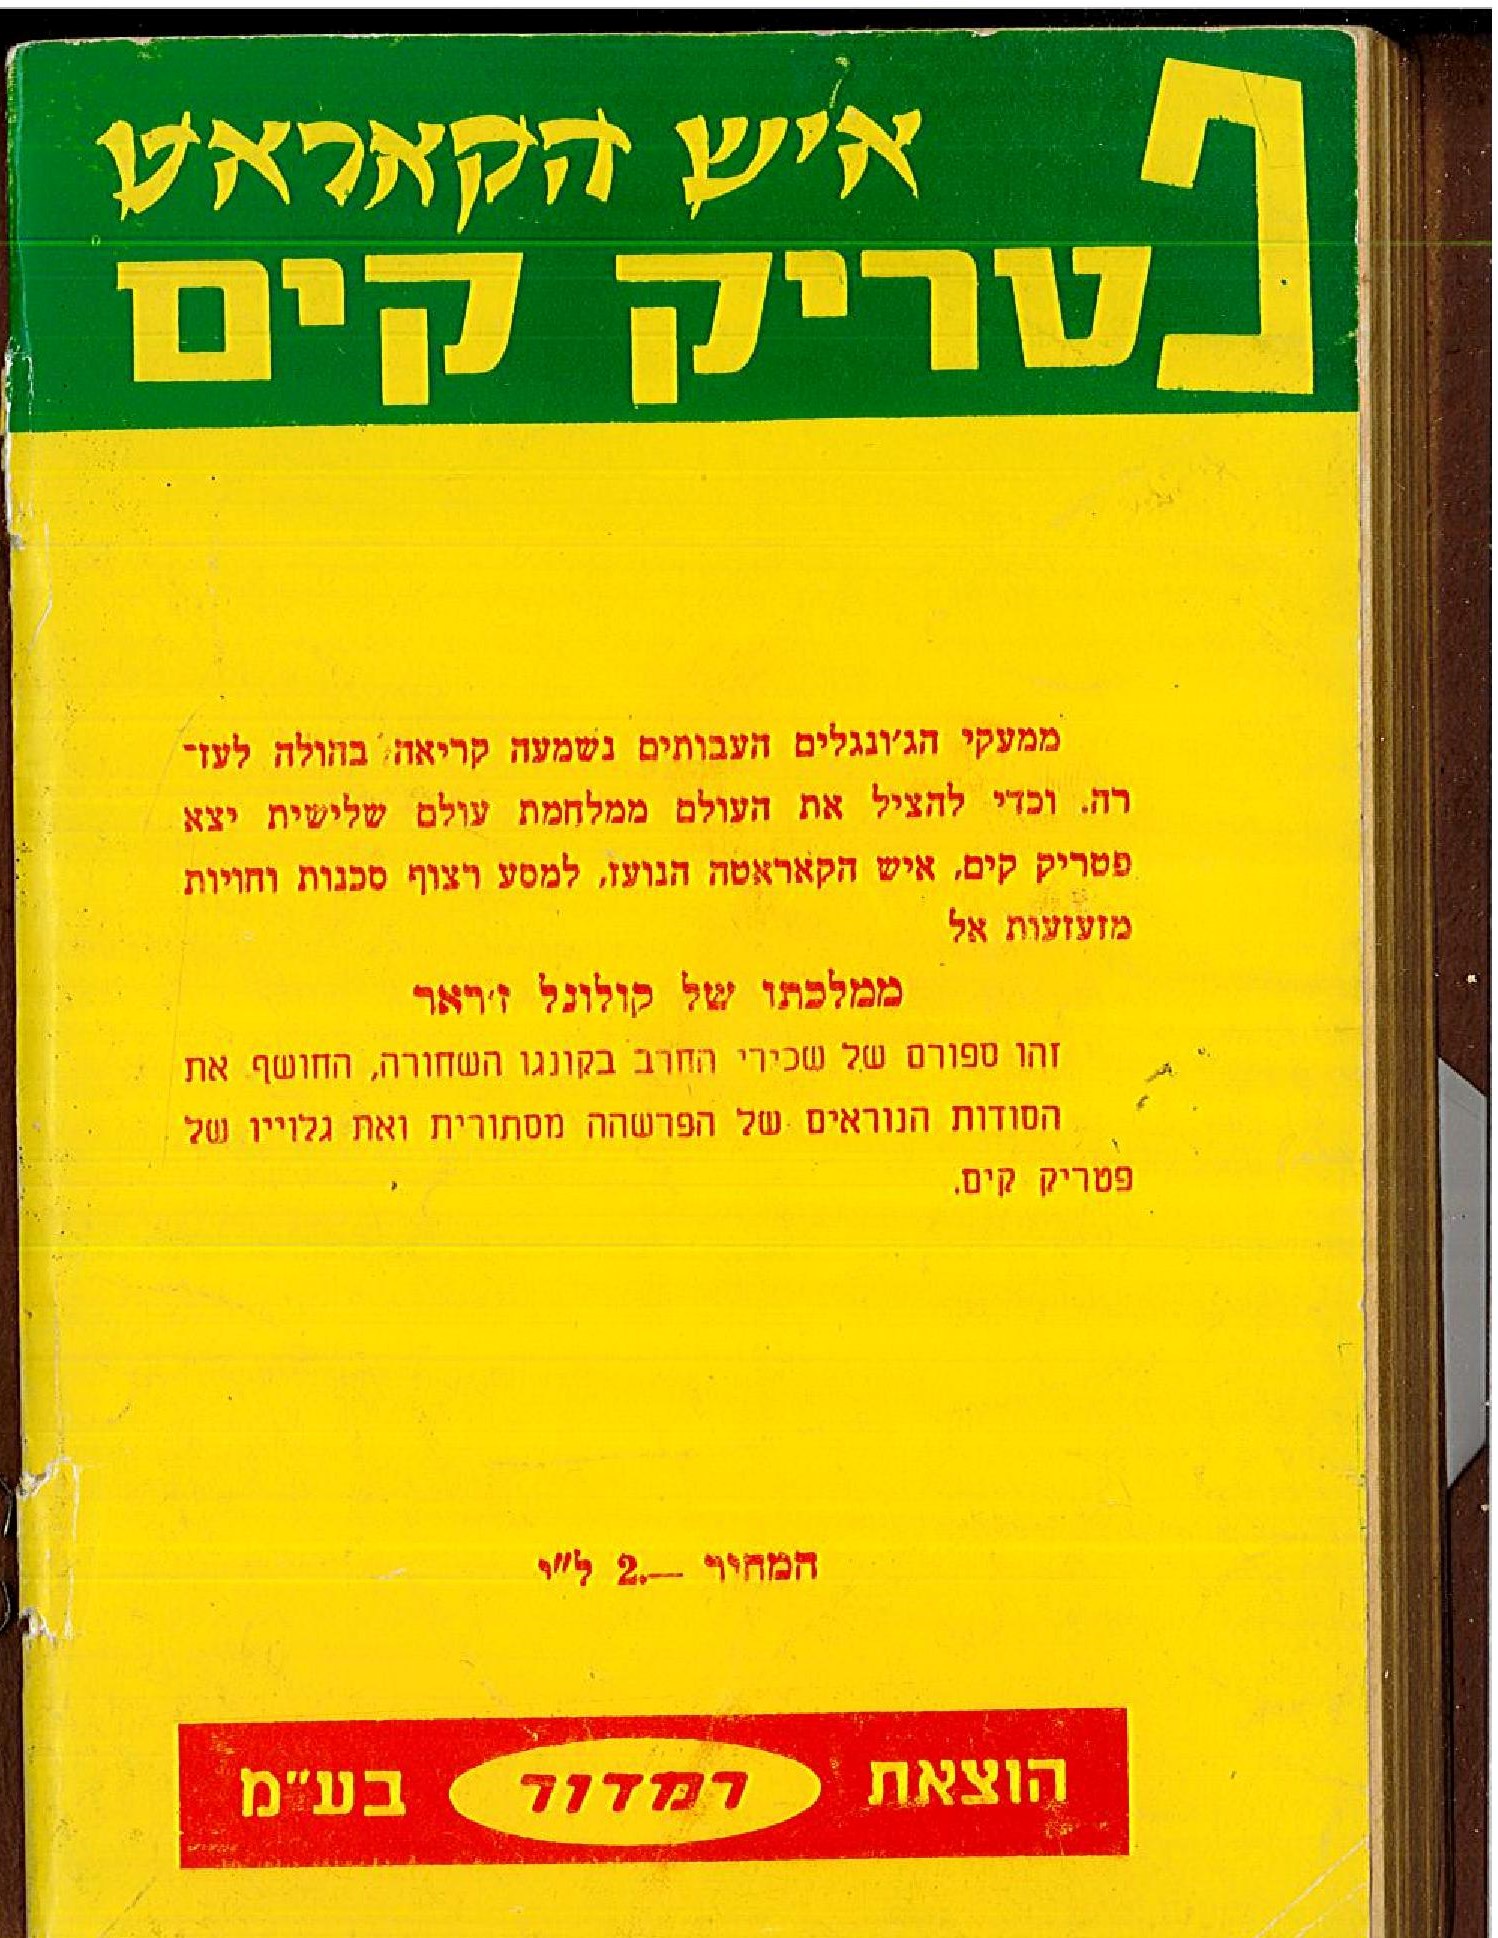 איש הקאראטע
פטריק קים
ממעקי הג'ונגלים העבותים נשמעה קריאה בהולה לעז־
רה. וכדי להציל את העולם ממלחמת עולם שלישית יצא
פטריק קים, איש הקאראטה הנועז, למסע רצוף סכנות וחויות
מזעזעות אל
ממלכתו של קולונל ז'ראר
זהו ספורם של שכירי החרב בקונגו השחורה, החושף את
הסודות הנוראים של הפרשהה מסתורית ואת גלוייו של
פטריק קים.
המחיר —.2 ל"י
הוצאת רמדור בע"מ